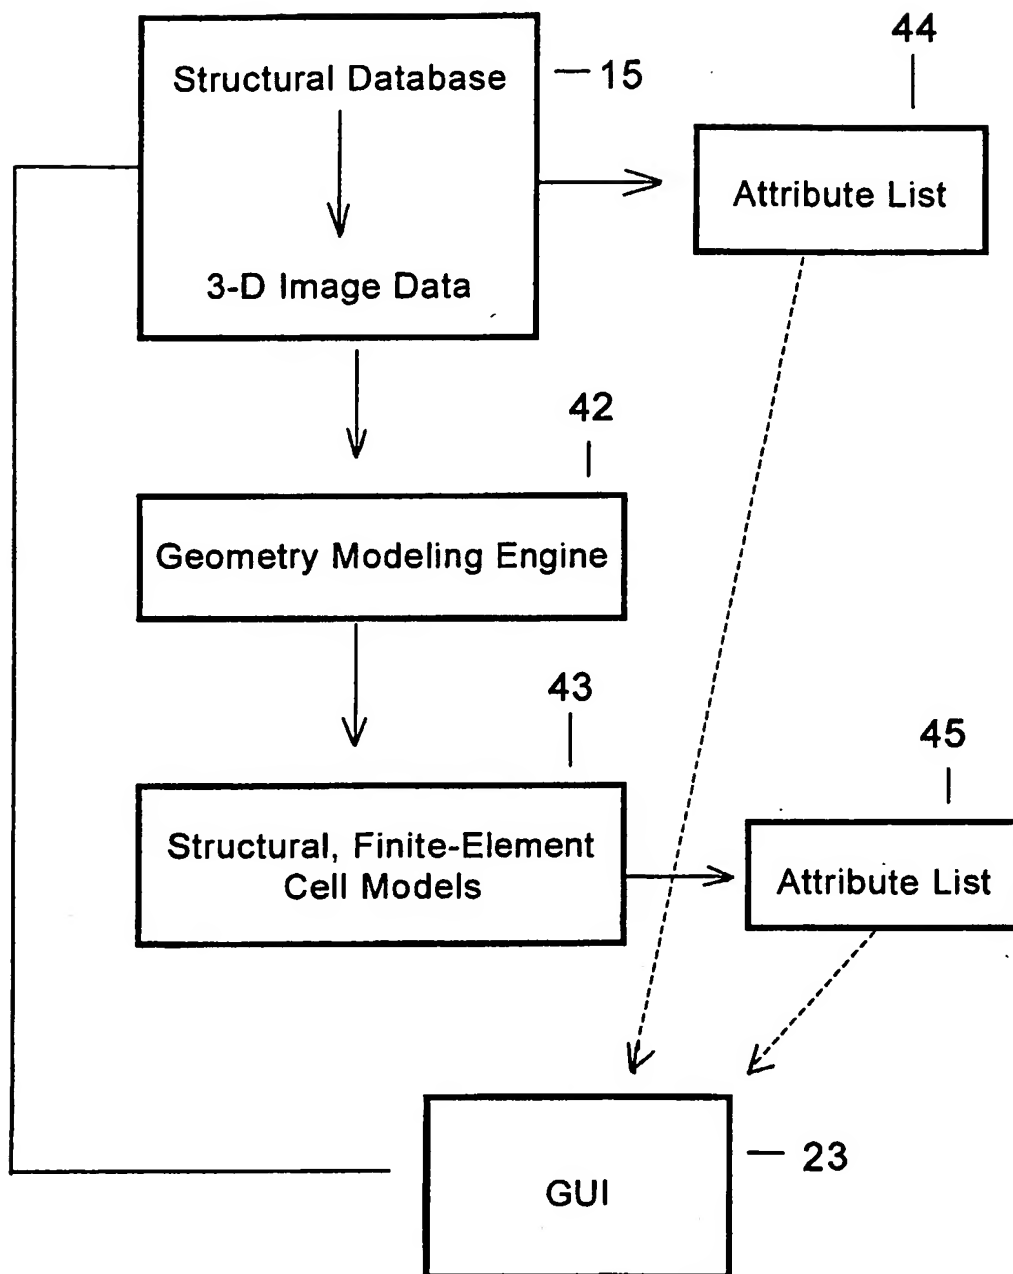 44
Structural Database
15
Attribute List
3-D Image Data
42
Geometry Modeling Engine
43
45
Structural, Finite-Element
Cell Models
Attribute List
23
GUI